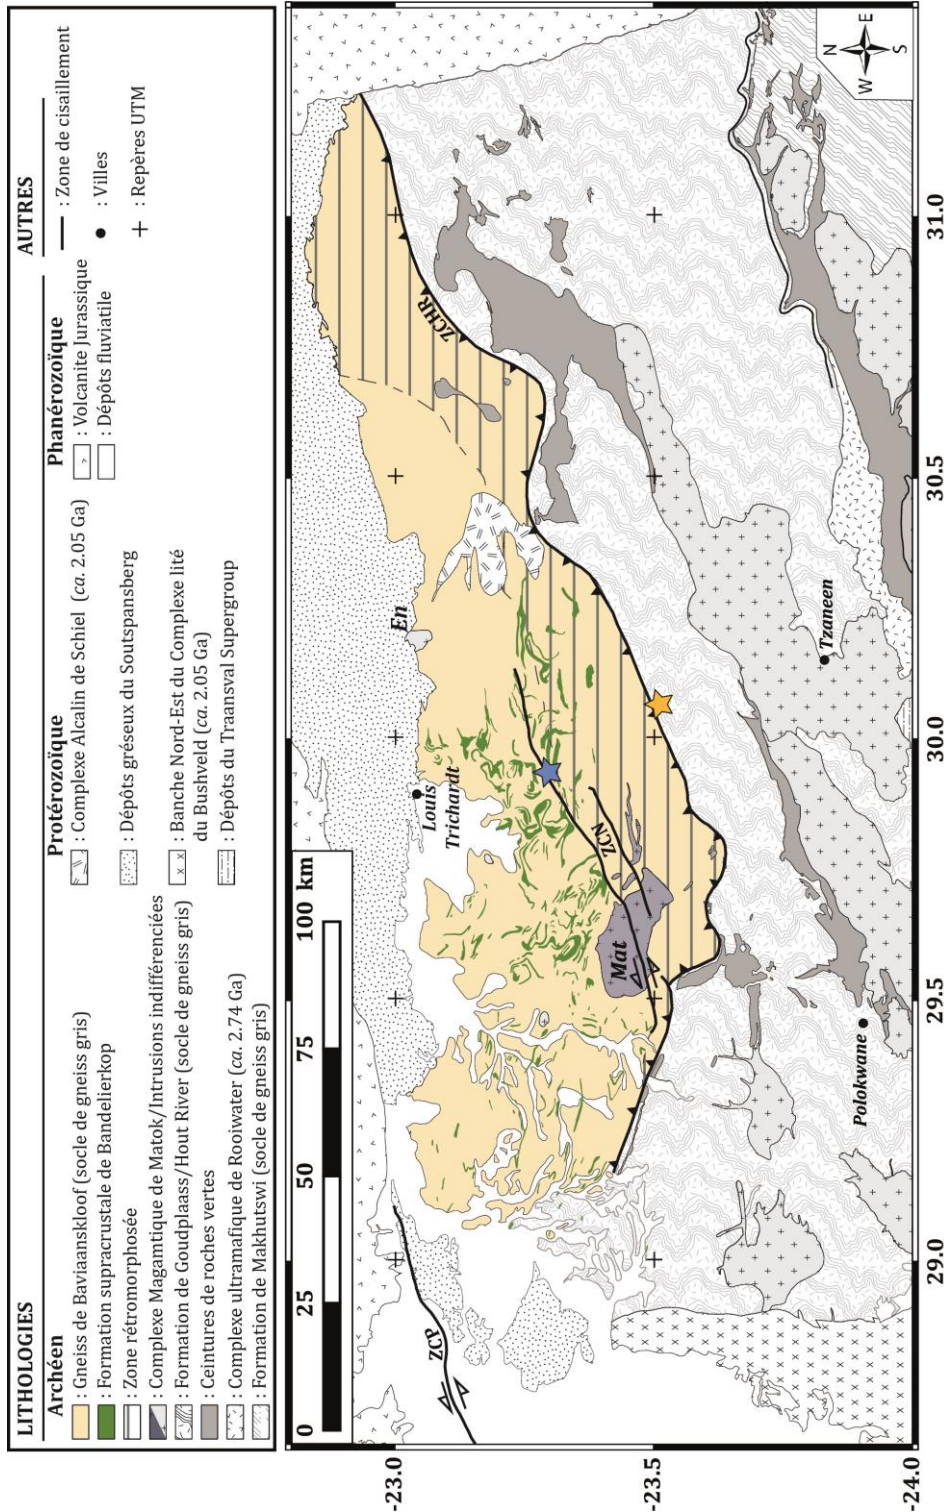 LITHOLOGIES
Archéen
: Gneiss de Baviaanskloof (socle de gneiss gris)
: Formation supracrustale de Bandelierkop
: Zone rétromorphosée
: Complexe Magamtique de Matok/Intrusions indifférenciées
: Formation de Goudplaass/Hout River (socle de gneiss gris)
: Ceintures de roches vertes
: Complexe ultramafique de Rooiwater (ca. 2.74 Ga)
: Formation de Makhutswi (socle de gneiss gris)
Protérozoïque
: Complexe Alcalin de Schiel (ca. 2.05 Ga)
: Dépôts gréseux du Soutspansberg
: Banche Nord-Est du Complexe lité
du Bushveld (ca. 2.05 Ga)
: Dépôts du Traansval Supergroup
Phanérozoïque
: Volcanite Jurassique
: Dépôts fluviatile
AUTRES
: Zone de cisaillement
: Villes
: Repères UTM
0 25 50 75 100 km
N
W E
S
ZCP
Louis
Trichardt
En
ZCHR
ZCN
Mat
Tzaneen
Polokwane
-23.0
-23.5
-24.0
29.0 29.5 30.0 30.5 31.0